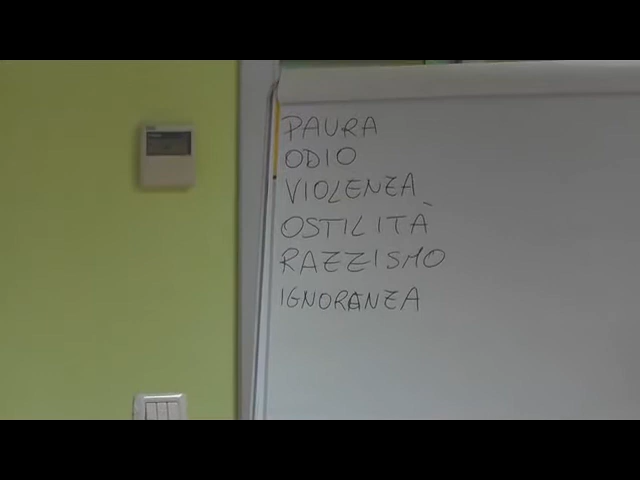 PAURA
ODIO
VIOLENZA
OSTILITÀ
RAZZISMO
IGNORANZA